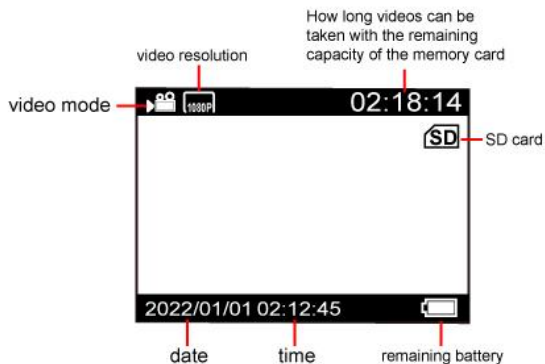 How long videos can be
taken with the remaining
capacity of the memory card
video resolution
video mode
1080P
02:18:14
SD
SD card
2022/01/01 02:12:45
date
time
remaining battery